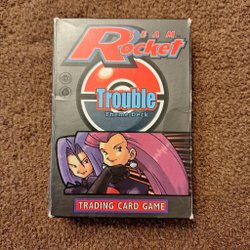 TEAM
Rocket
Trouble
Theme Deck
TRADING CARD GAME